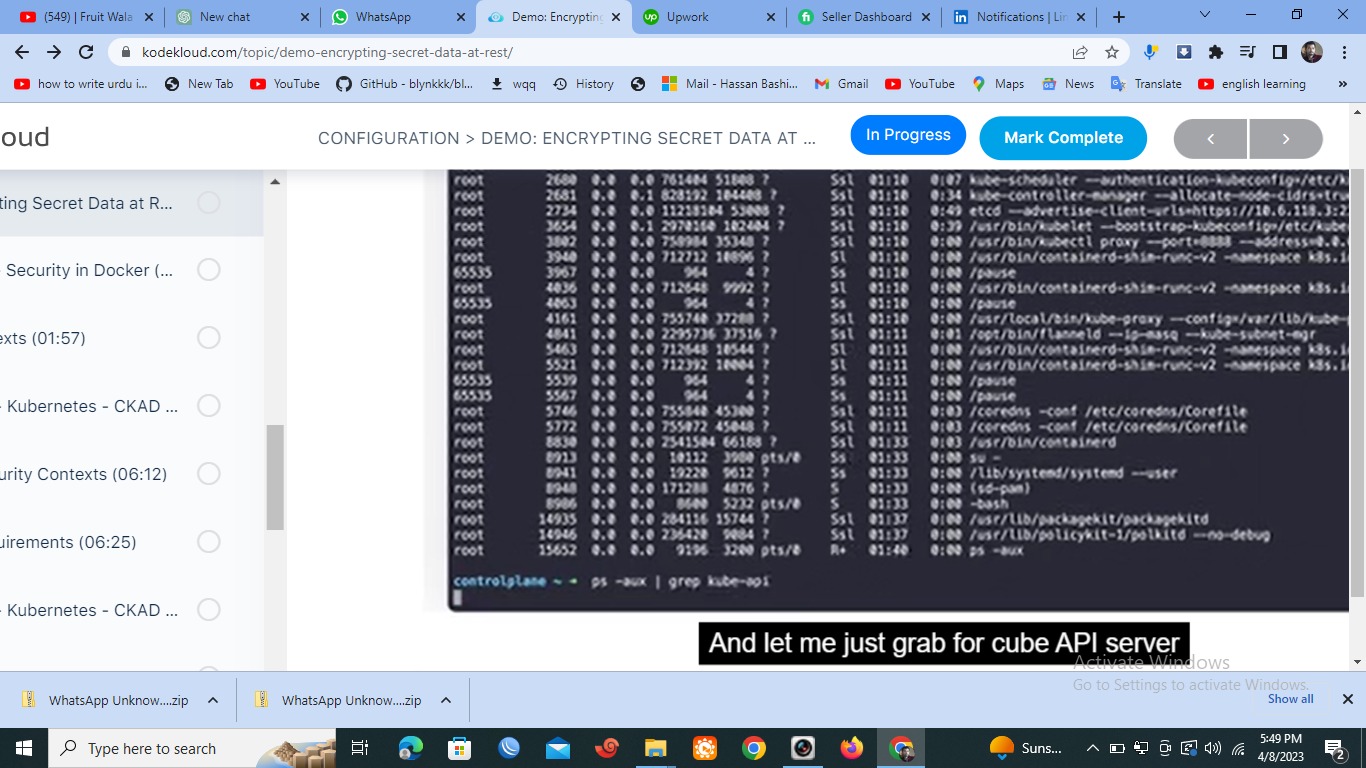 (549) | Fruit Wala
New chat
WhatsApp
Demo: Encrypting
Upwork
Seller Dashboard
Notifications | Lin
kodekloud.com/topic/demo-encrypting-secret-data-at-rest/
how to write urdu i...
New Tab
YouTube
GitHub - blynkkk/bl...
wqq
History
Mail - Hassan Bashi...
Gmail
YouTube
Maps
News
Translate
english learning
»
oud
CONFIGURATION > DEMO: ENCRYPTING SECRET DATA AT ...
In Progress
Mark Complete
ting Secret Data at R...
Security in Docker (...
exts (01:57)
- Kubernetes - CKAD ...
urity Contexts (06:12)
uirements (06:25)
- Kubernetes - CKAD ...
root 2680 0.0 0.0 761404 51808 ? Ssl 01:10 0:07 kube-scheduler --authentication-kubeconfig=/etc/k
root 2681 0.0 0.1 828192 104408 ? Ssl 01:10 0:34 kube-controller-manager --allocate-node-cidrs=tru
root 2734 0.0 0.0 11218104 53008 ? Ssl 01:10 0:49 etcd --advertise-client-urls=https://10.6.118.3:2
root 3654 0.0 0.1 2970160 102404 ? Ssl 01:10 0:39 /usr/bin/kubelet --bootstrap-kubeconfig=/etc/kube
root 3802 0.0 0.0 758984 35348 ? Ssl 01:10 0:00 /usr/bin/kubectl proxy --port=8888 --address=0.0.
root 3940 0.0 0.0 712712 10896 ? Sl 01:10 0:00 /usr/bin/containerd-shim-runc-v2 -namespace k8s.i
65535 3967 0.0 0.0 964 4 ? Ss 01:10 0:00 /pause
root 4036 0.0 0.0 712648 9992 ? Sl 01:10 0:00 /usr/bin/containerd-shim-runc-v2 -namespace k8s.i
65535 4063 0.0 0.0 964 4 ? Ss 01:10 0:00 /pause
root 4161 0.0 0.0 755740 37288 ? Ssl 01:10 0:00 /usr/local/bin/kube-proxy --config=/var/lib/kube-
root 4841 0.0 0.0 2295736 37516 ? Ssl 01:11 0:01 /opt/bin/flanneld --ip-masq --kube-subnet-mgr
root 5463 0.0 0.0 712648 10544 ? Sl 01:11 0:00 /usr/bin/containerd-shim-runc-v2 -namespace k8s.i
root 5521 0.0 0.0 712392 10004 ? Sl 01:11 0:00 /usr/bin/containerd-shim-runc-v2 -namespace k8s.i
65535 5539 0.0 0.0 964 4 ? Ss 01:11 0:00 /pause
65535 5567 0.0 0.0 964 4 ? Ss 01:11 0:00 /pause
root 5746 0.0 0.0 755844 45300 ? Ssl 01:11 0:03 /coredns -conf /etc/coredns/Corefile
root 5772 0.0 0.0 755072 45048 ? Ssl 01:11 0:03 /coredns -conf /etc/coredns/Corefile
root 8830 0.0 0.0 2541504 66188 ? Ssl 01:33 0:03 /usr/bin/containerd
root 8913 0.0 0.0 10112 3980 pts/0 Ss 01:33 0:00 su -
root 8941 0.0 0.0 19220 9612 ? Ss 01:33 0:00 /lib/systemd/systemd --user
root 8948 0.0 0.0 171288 4876 ? S 01:33 0:00 (sd-pam)
root 8986 0.0 0.0 8600 5232 pts/0 S 01:33 0:00 -bash
root 14935 0.0 0.0 284116 15744 ? Ssl 01:37 0:00 /usr/lib/packagekit/packagekitd
root 14946 0.0 0.0 236420 9084 ? Ssl 01:37 0:00 /usr/lib/policykit-1/polkitd --no-debug
root 15652 0.0 0.0 9196 3200 pts/0 R+ 01:40 0:00 ps -aux
controlplane ~ ➜ ps -aux | grep kube-api
And let me just grab for cube API server
Activate Windows
Go to Settings to activate Windows.
WhatsApp Unknow....zip
WhatsApp Unknow....zip
Show all
Type here to search
Suns...
5:49 PM
4/8/2023
2